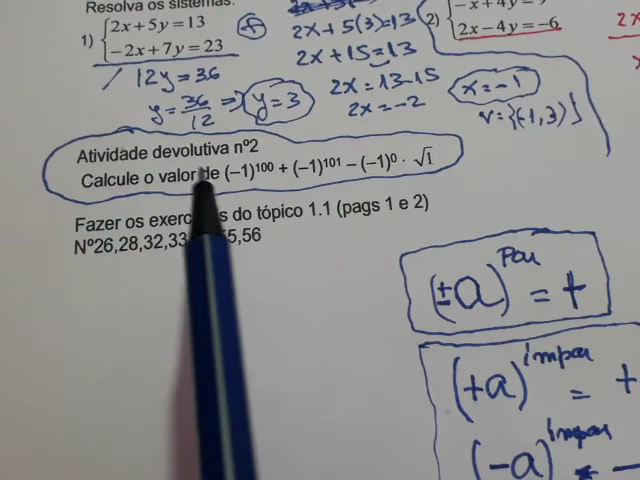 Resolva os sistemas:
1) { 2x + 5y = 13
−2x + 7y = 23
12y = 36
y = 36/12 ⇒ y = 3
2x + 5(3) = 13
2x + 15 = 13
2x = 13 − 15
2x = −2
x = −1
v = {(−1, 3)}
2) { −x + 4y =
2x − 4y = −6
2x
Atividade devolutiva nº2
Calcule o valor de (−1)¹⁰⁰ + (−1)¹⁰¹ − (−1)⁰ · √1
Fazer os exercícios do tópico 1.1 (pags 1 e 2)
Nº26,28,32,33 55,56
(±a)^par = +
(+a)^ímpar = +
(−a)^ímpar = −